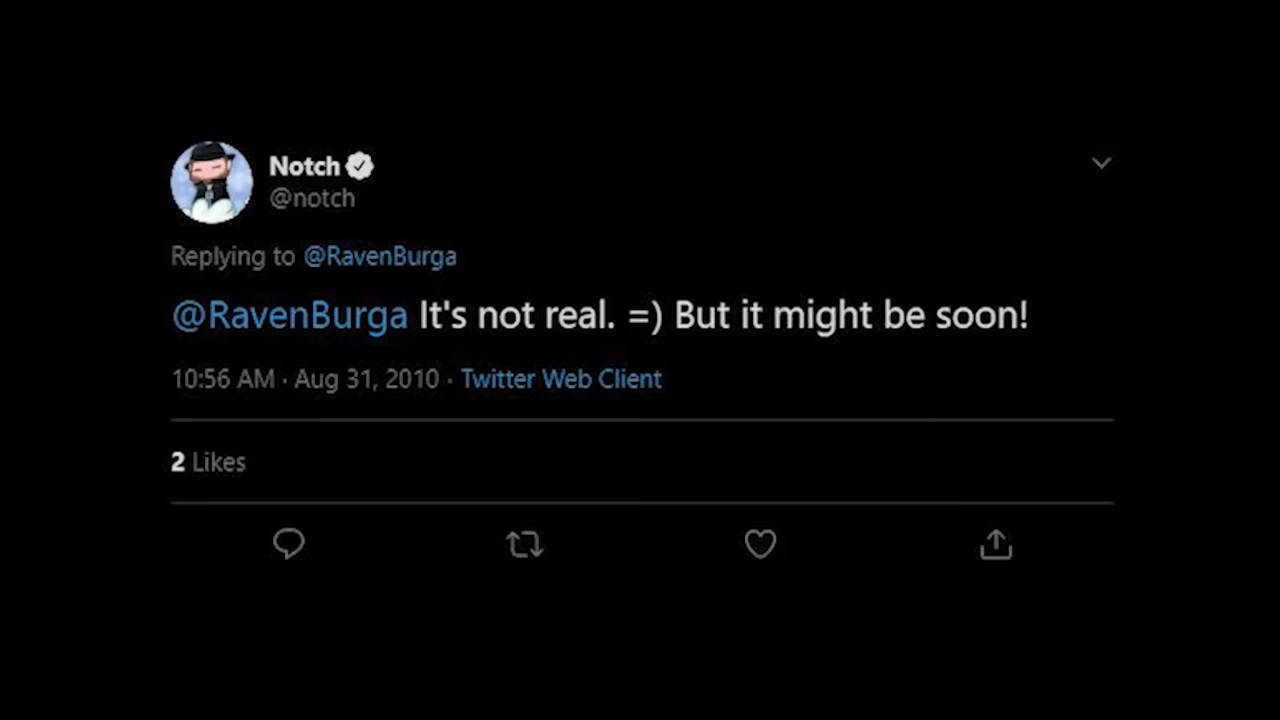 Notch
@notch
Replying to @RavenBurga
@RavenBurga It's not real. =) But it might be soon!
10:56 AM · Aug 31, 2010 · Twitter Web Client
2 Likes